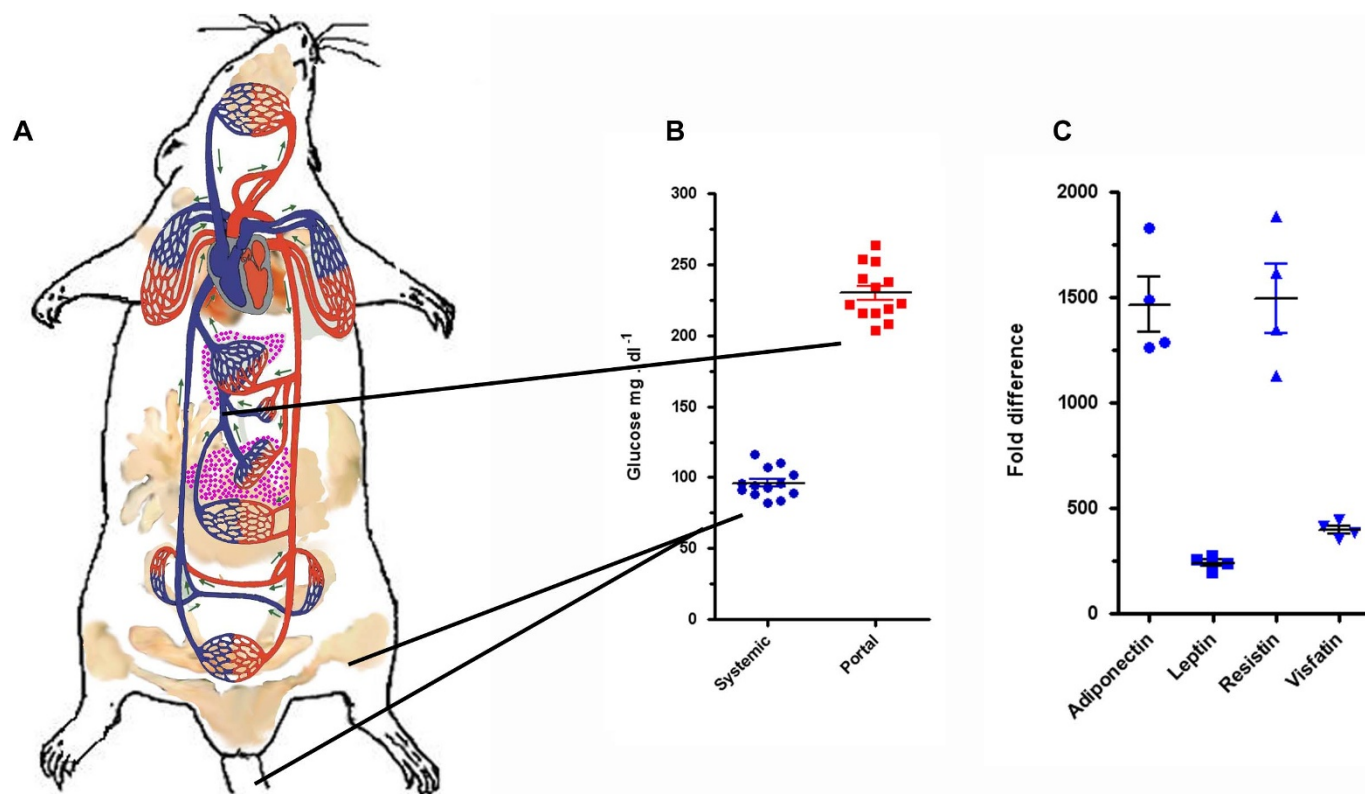 A
B
C
Glucose mg . dl -1
300
250
200
150
100
50
0
Systemic
Portal
Fold difference
2000
1500
1000
500
0
Adiponectin
Leptin
Resistin
Visfatin